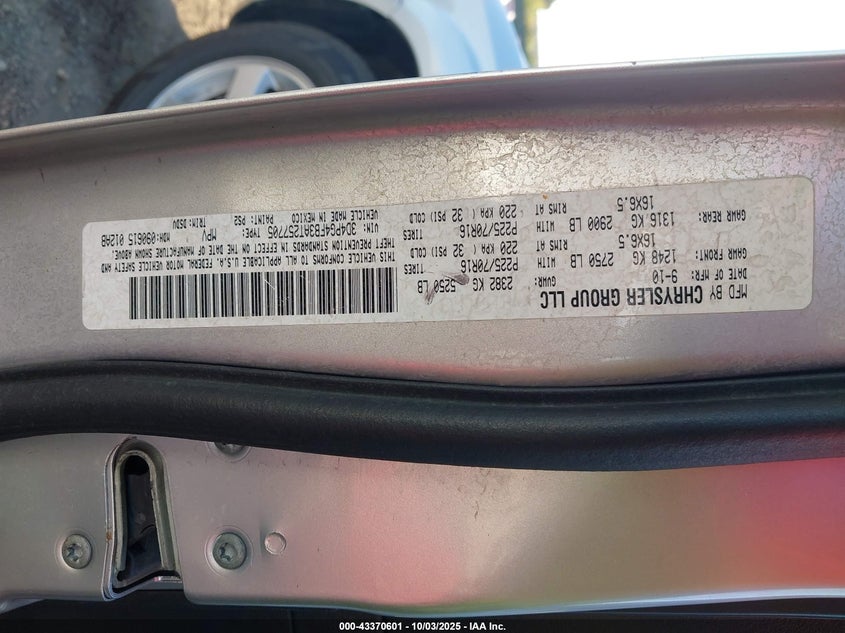 MFD BY CHRYSLER GROUP LLC
DATE OF MFR: 9-10 GVWR: 2382 KG 5250 LB
GAWR FRONT: 1248 KG 2750 LB WITH P225/70R16 TIRES
16X6.5 RIMS AT 220 KPA( 32 PSI) COLD
GAWR REAR: 1316 KG 2900 LB WITH P225/70R16 TIRES
16X6.5 RIMS AT 220 KPA( 32 PSI) COLD
THIS VEHICLE CONFORMS TO ALL APPLICABLE U.S.A. FEDERAL MOTOR VEHICLE SAFETY AND
THEFT PREVENTION STANDARDS IN EFFECT ON THE DATE OF MANUFACTURE SHOWN ABOVE.
VIN: 3D4PG4FB3AT257705 TYPE: MPV MDH: 090615 012AB
VEHICLE MADE IN MEXICO PAINT: PS2 TRIM: D5DV
000-43370601 - 10/03/2025 - IAA Inc.